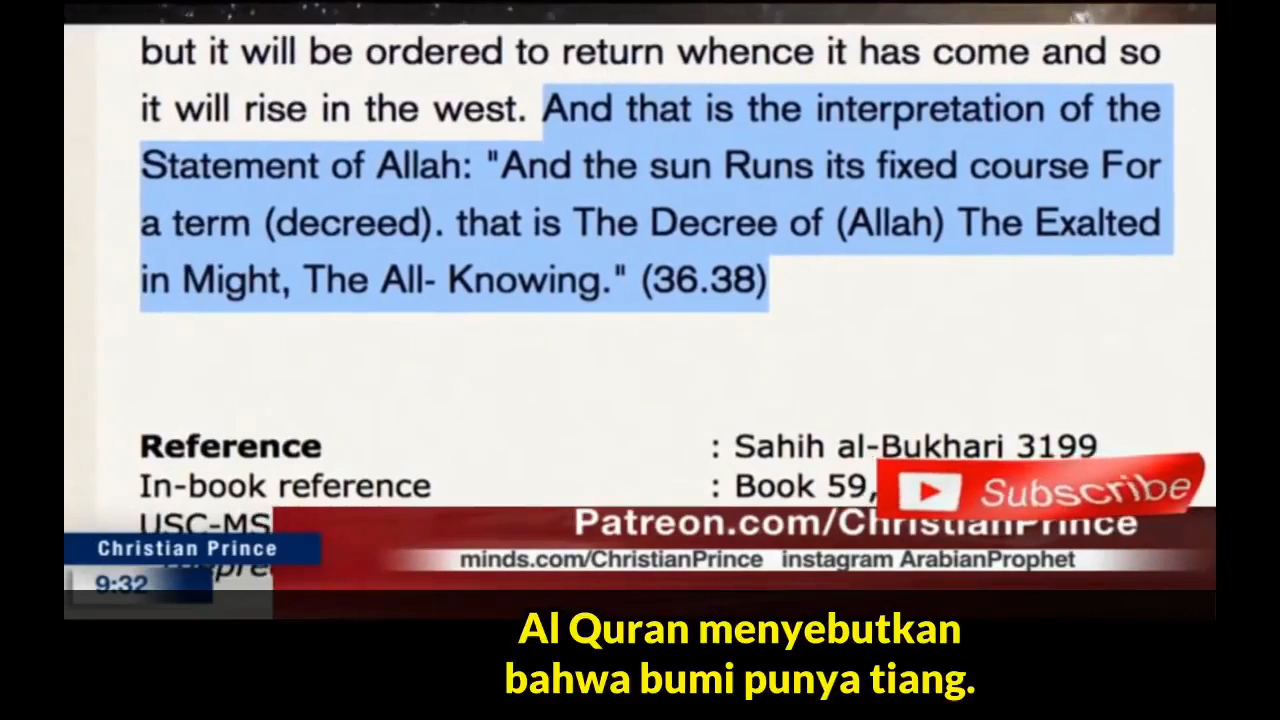 but it will be ordered to return whence it has come and so
it will rise in the west. And that is the interpretation of the
Statement of Allah: "And the sun Runs its fixed course For
a term (decreed). that is The Decree of (Allah) The Exalted
in Might, The All- Knowing." (36.38)
Reference : Sahih al-Bukhari 3199
In-book reference : Book 59,
Subscribe
USC-MS
Patreon.com/ChristianPrince
Christian Prince
minds.com/ChristianPrince instagram ArabianProphet
9:32
Al Quran menyebutkan
bahwa bumi punya tiang.